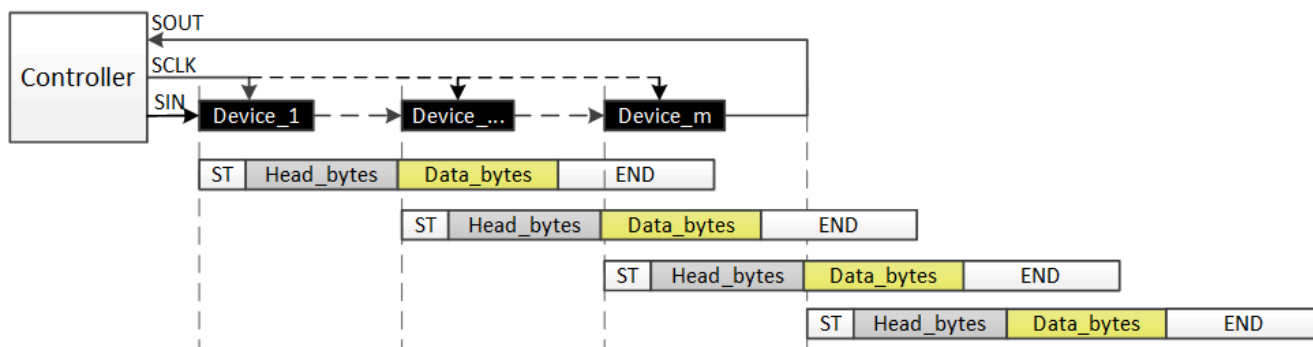 SOUT
Controller
SCLK
SIN
Device_1
Device_...
Device_m
ST Head_bytes Data_bytes END
ST Head_bytes Data_bytes END
ST Head_bytes Data_bytes END
ST Head_bytes Data_bytes END